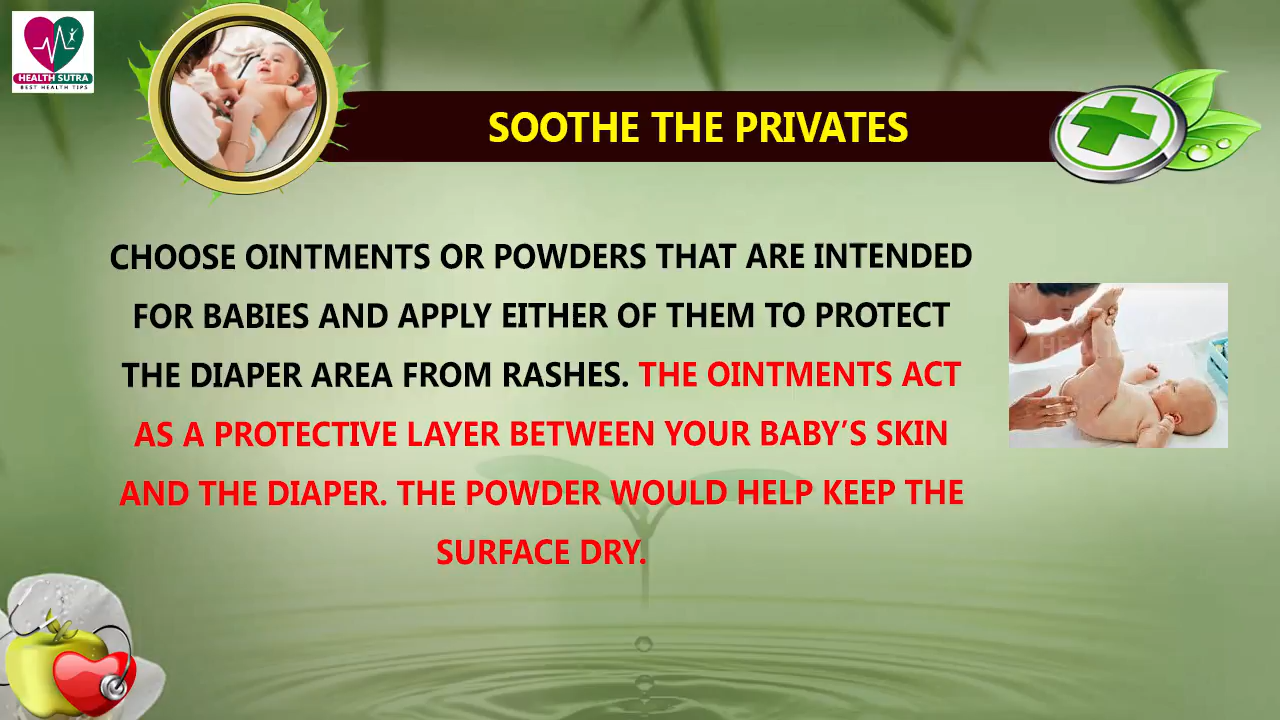 HEALTH SUTRA
BEST HEALTH TIPS
SOOTHE THE PRIVATES
CHOOSE OINTMENTS OR POWDERS THAT ARE INTENDED
FOR BABIES AND APPLY EITHER OF THEM TO PROTECT
THE DIAPER AREA FROM RASHES. THE OINTMENTS ACT
AS A PROTECTIVE LAYER BETWEEN YOUR BABY’S SKIN
AND THE DIAPER. THE POWDER WOULD HELP KEEP THE
SURFACE DRY.